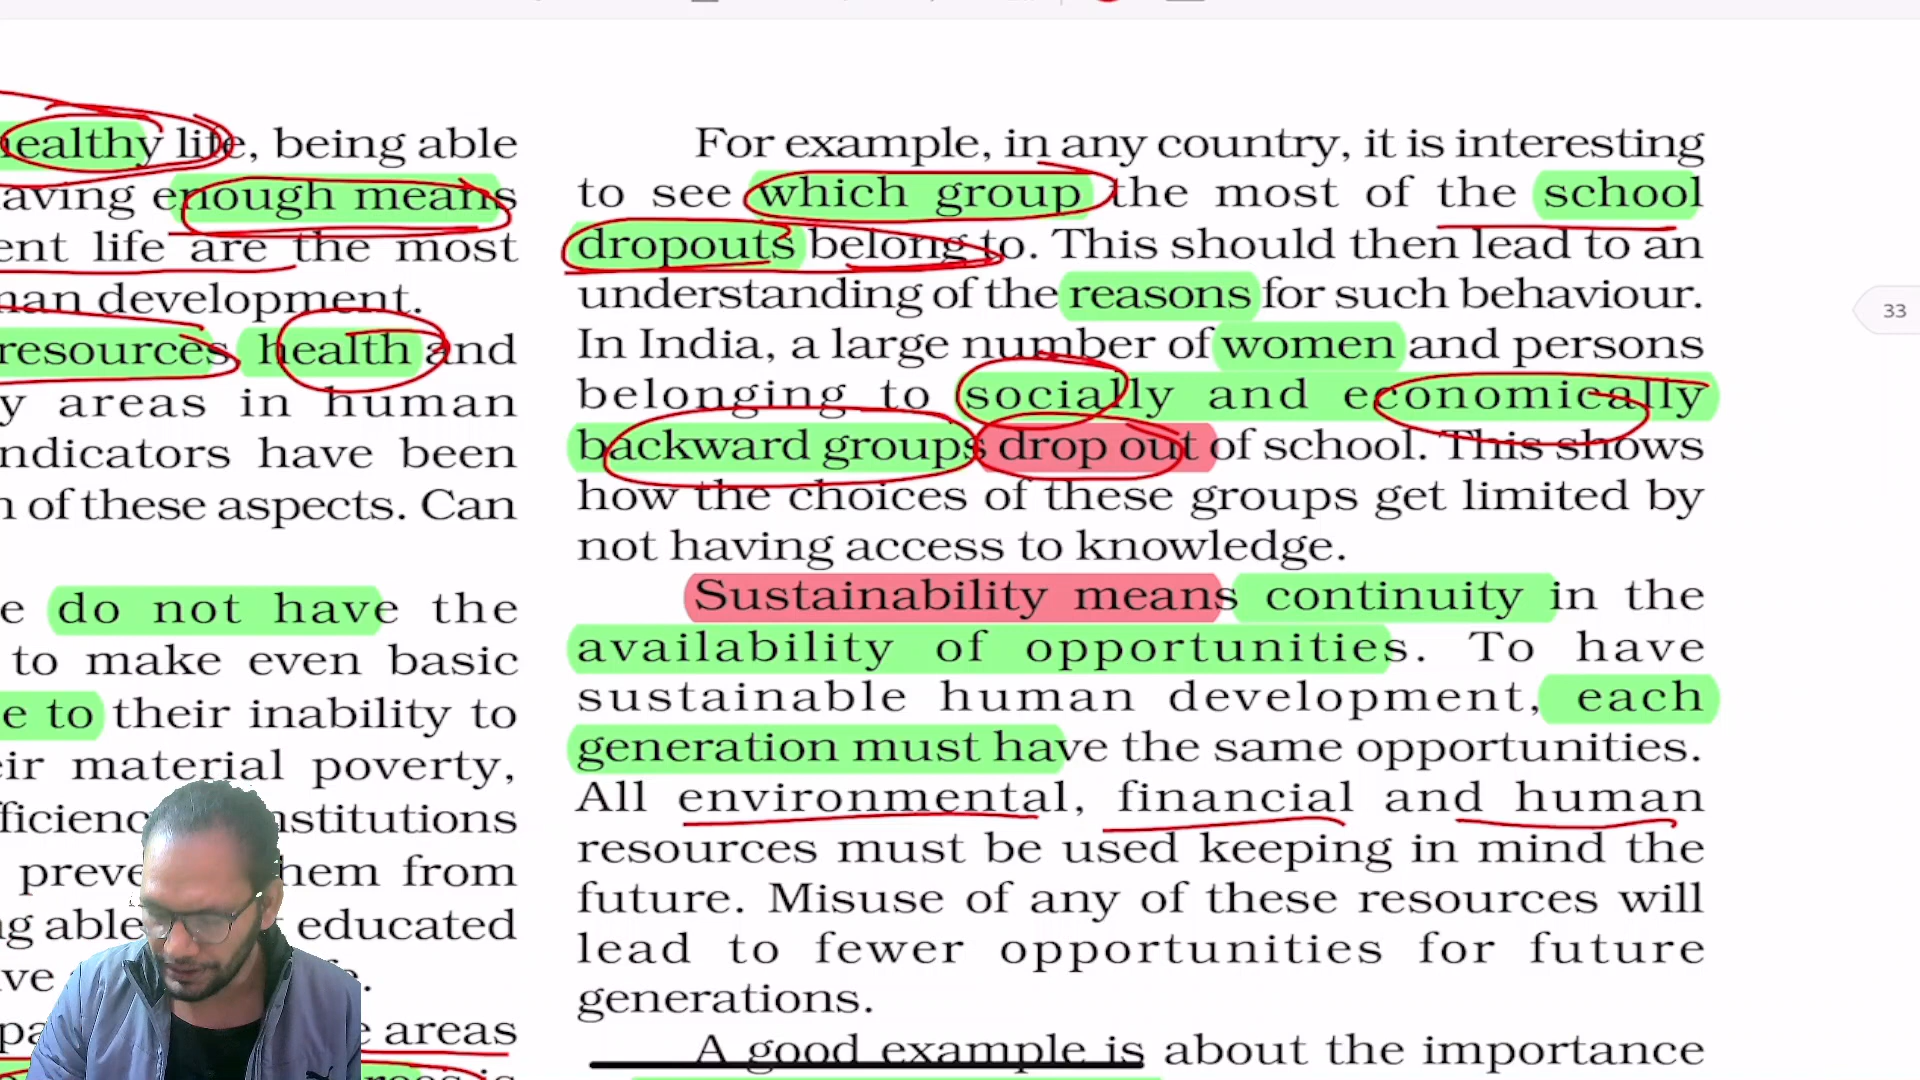 ealthy life, being able
aving enough means
ent life are the most
man development.
resources, health and
y areas in human
ndicators have been
n of these aspects. Can
e do not have the
to make even basic
e to their inability to
eir material poverty,
ficienc nstitutions
preve hem from
g able educated
ve
pa e areas
For example, in any country, it is interesting
to see which group the most of the school
dropouts belong to. This should then lead to an
understanding of the reasons for such behaviour.
In India, a large number of women and persons
belonging to socially and economically
backward groups drop out of school. This shows
how the choices of these groups get limited by
not having access to knowledge.
Sustainability means continuity in the
availability of opportunities. To have
sustainable human development, each
generation must have the same opportunities.
All environmental, financial and human
resources must be used keeping in mind the
future. Misuse of any of these resources will
lead to fewer opportunities for future
generations.
A good example is about the importance
33